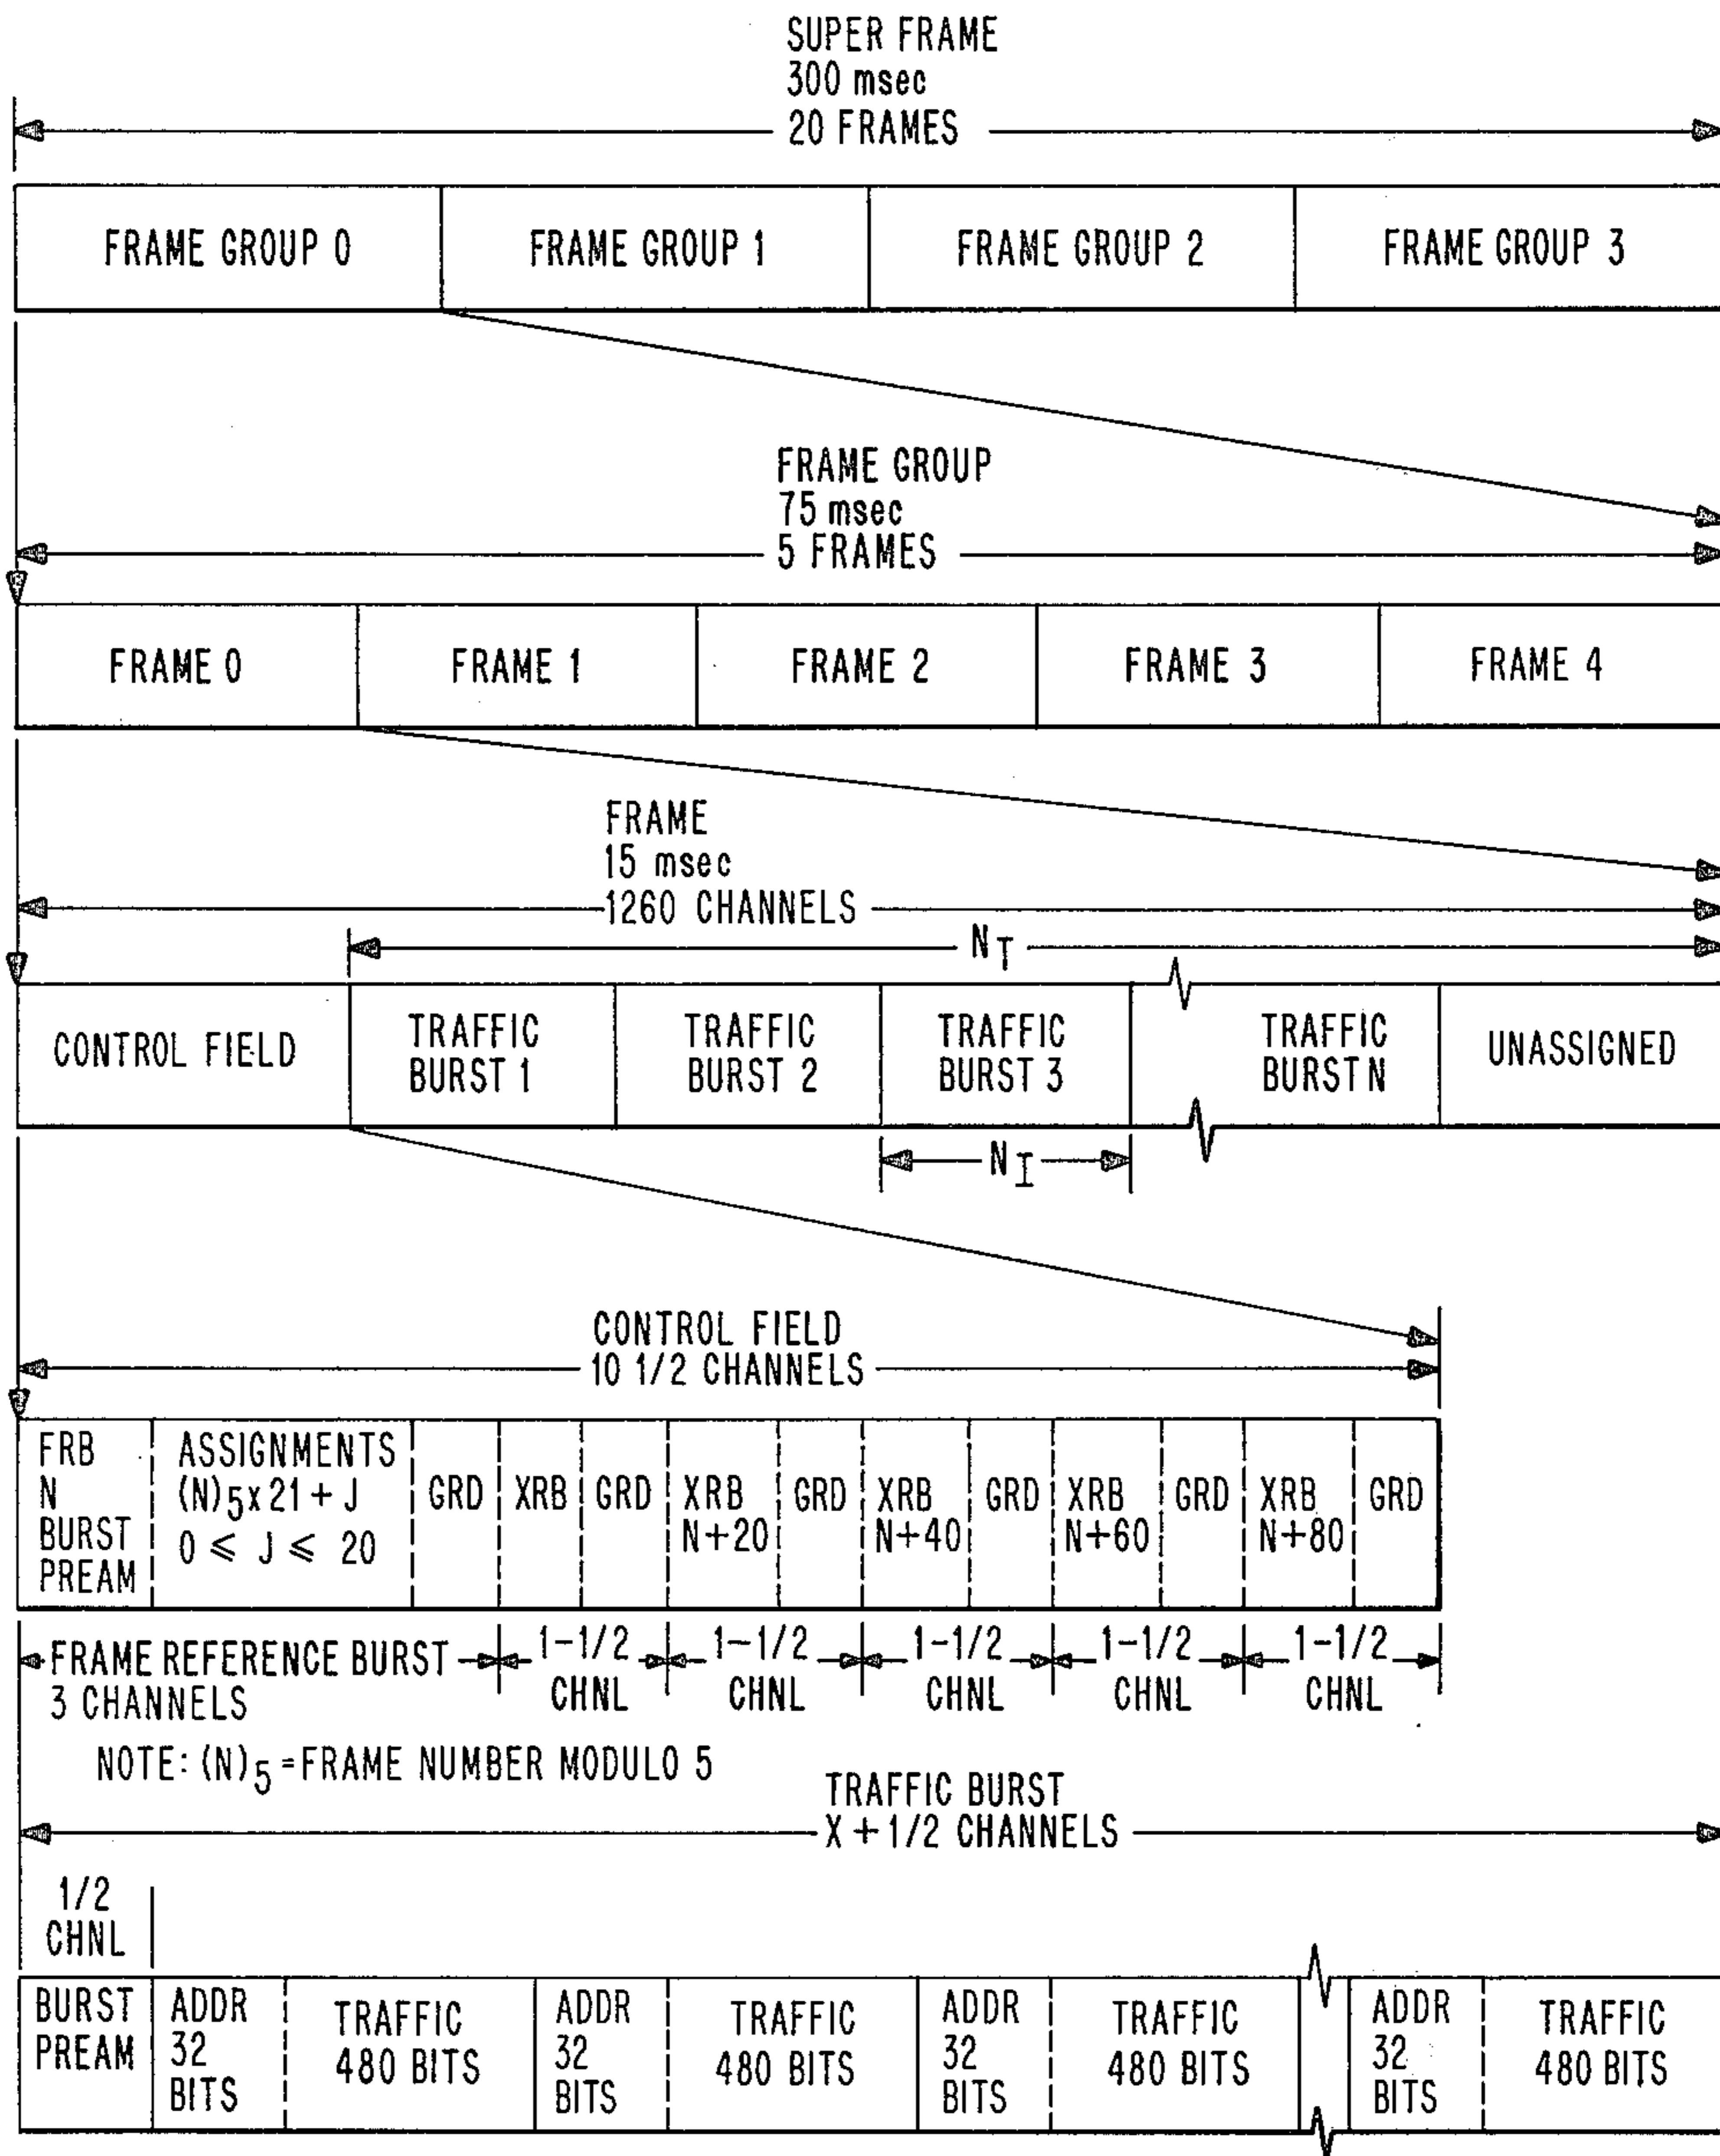 SUPER FRAME
300 msec
20 FRAMES
FRAME GROUP 0
FRAME GROUP 1
FRAME GROUP 2
FRAME GROUP 3
FRAME GROUP
75 msec
5 FRAMES
FRAME 0
FRAME 1
FRAME 2
FRAME 3
FRAME 4
FRAME
15 msec
1260 CHANNELS
N_T
CONTROL FIELD
TRAFFIC
BURST 1
TRAFFIC
BURST 2
TRAFFIC
BURST 3
TRAFFIC
BURST N
UNASSIGNED
N_I
CONTROL FIELD
10 1/2 CHANNELS
FRB
N
BURST
PREAM
ASSIGNMENTS
(N)5 x 21 + J
0 ≤ J ≤ 20
GRD
XRB
GRD
XRB
N+20
GRD
XRB
N+40
GRD
XRB
N+60
GRD
XRB
N+80
GRD
FRAME REFERENCE BURST
3 CHANNELS
1-1/2
CHNL
1-1/2
CHNL
1-1/2
CHNL
1-1/2
CHNL
1-1/2
CHNL
NOTE: (N)5 = FRAME NUMBER MODULO 5
TRAFFIC BURST
X + 1/2 CHANNELS
1/2
CHNL
BURST
PREAM
ADDR
32
BITS
TRAFFIC
480 BITS
ADDR
32
BITS
TRAFFIC
480 BITS
ADDR
32
BITS
TRAFFIC
480 BITS
ADDR
32
BITS
TRAFFIC
480 BITS